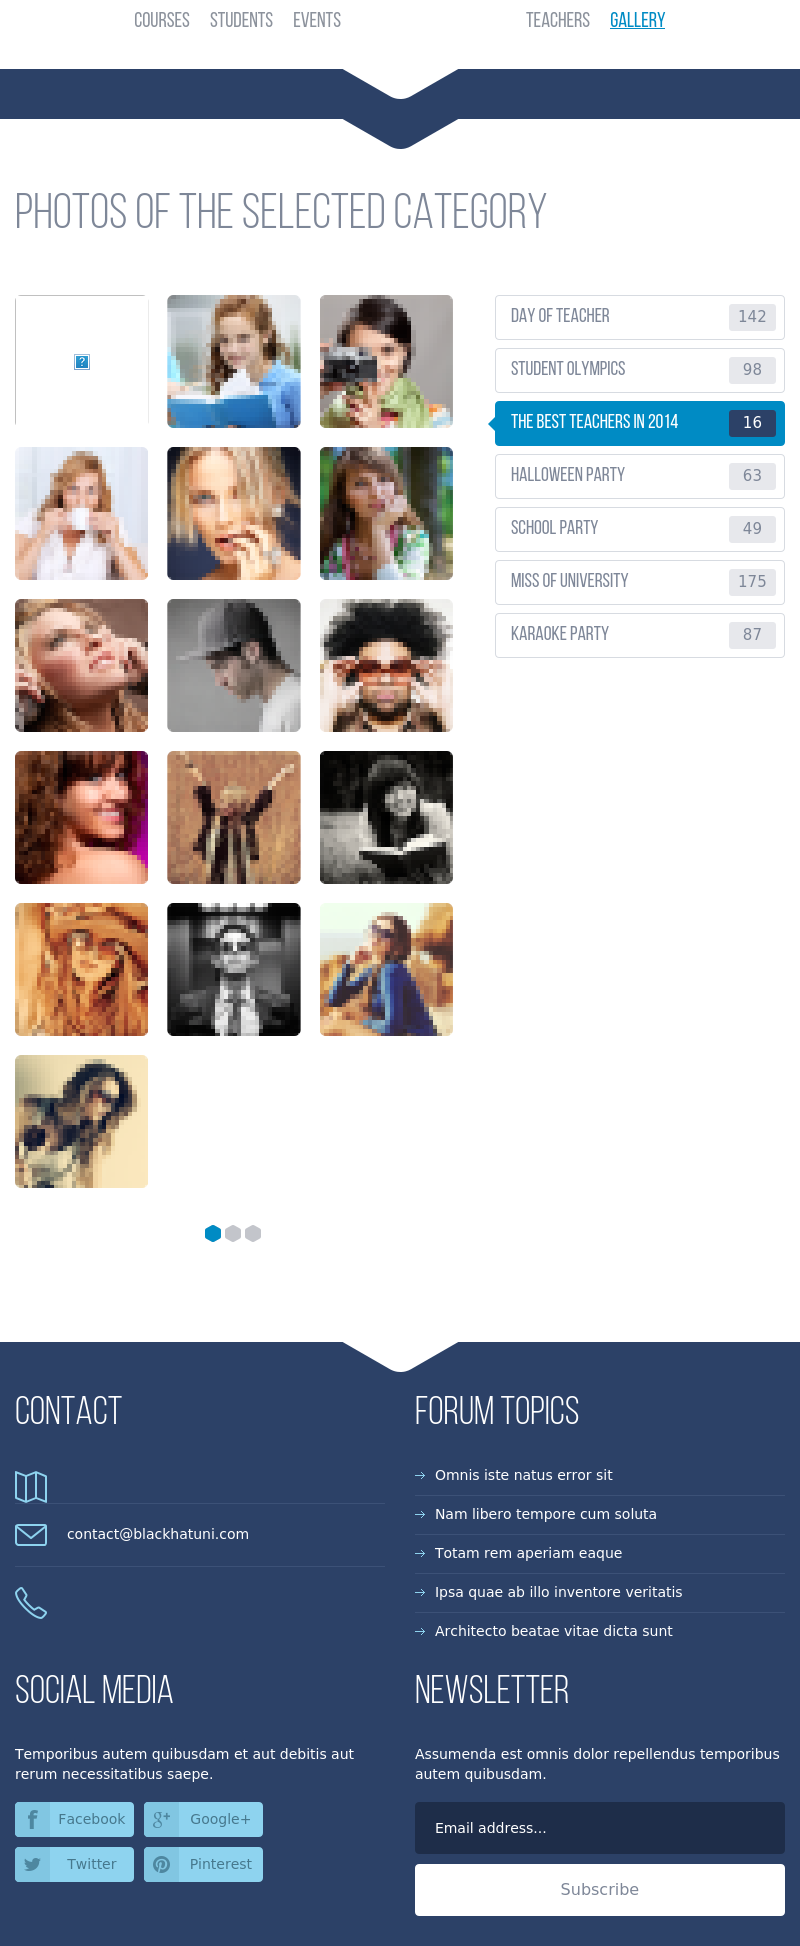 COURSES STUDENTS EVENTS TEACHERS GALLERY
PHOTOS OF THE SELECTED CATEGORY
DAY OF TEACHER 142
STUDENT OLYMPICS 98
THE BEST TEACHERS IN 2014 16
HALLOWEEN PARTY 63
SCHOOL PARTY 49
MISS OF UNIVERSITY 175
KARAOKE PARTY 87
CONTACT
contact@blackhatuni.com
FORUM TOPICS
Omnis iste natus error sit
Nam libero tempore cum soluta
Totam rem aperiam eaque
Ipsa quae ab illo inventore veritatis
Architecto beatae vitae dicta sunt
SOCIAL MEDIA
Temporibus autem quibusdam et aut debitis aut
rerum necessitatibus saepe.
Facebook
Google+
Twitter
Pinterest
NEWSLETTER
Assumenda est omnis dolor repellendus temporibus
autem quibusdam.
Email address...
Subscribe